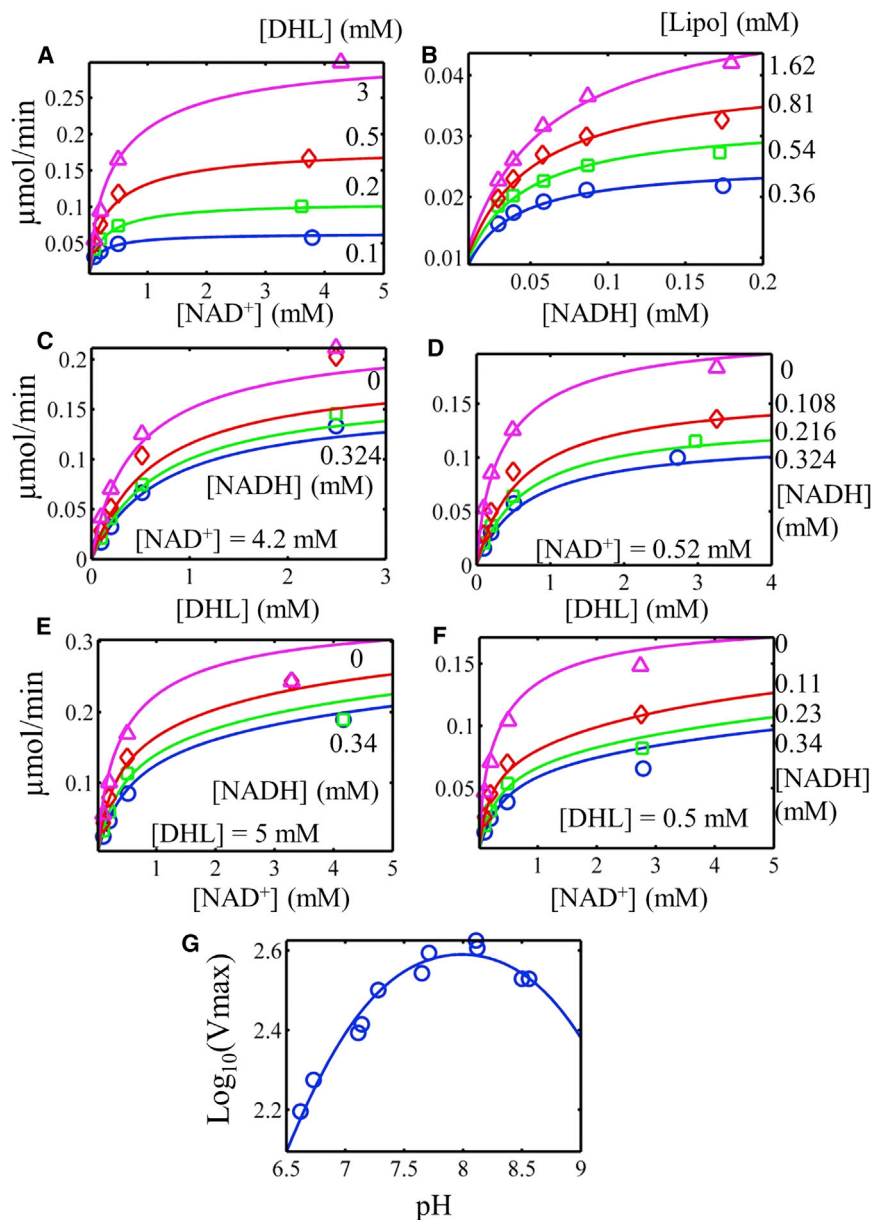 A
[DHL] (mM)
3
0.5
0.2
0.1
0.25
0.2
0.15
0.1
0.05
μmol/min
1 2 3 4 5
[NAD⁺] (mM)
B
[Lipo] (mM)
1.62
0.81
0.54
0.36
0.04
0.03
0.02
0.01
0.05 0.1 0.15 0.2
[NADH] (mM)
C
0.2
0.15
0.1
0.05
0
μmol/min
0
0.324
[NADH] (mM)
[NAD⁺] = 4.2 mM
0 1 2 3
[DHL] (mM)
D
0.15
0.1
0.05
0
0
0.108
0.216
0.324
[NADH]
(mM)
[NAD⁺] = 0.52 mM
0 1 2 3 4
[DHL] (mM)
E
0.3
0.2
0.1
μmol/min
0
0.34
[NADH] (mM)
[DHL] = 5 mM
1 2 3 4 5
[NAD⁺] (mM)
F
0.15
0.1
0.05
0
0.11
0.23
0.34
[NADH]
(mM)
[DHL] = 0.5 mM
1 2 3 4 5
[NAD⁺] (mM)
G
2.6
2.4
2.2
Log₁₀(Vmax)
6.5 7 7.5 8 8.5 9
pH